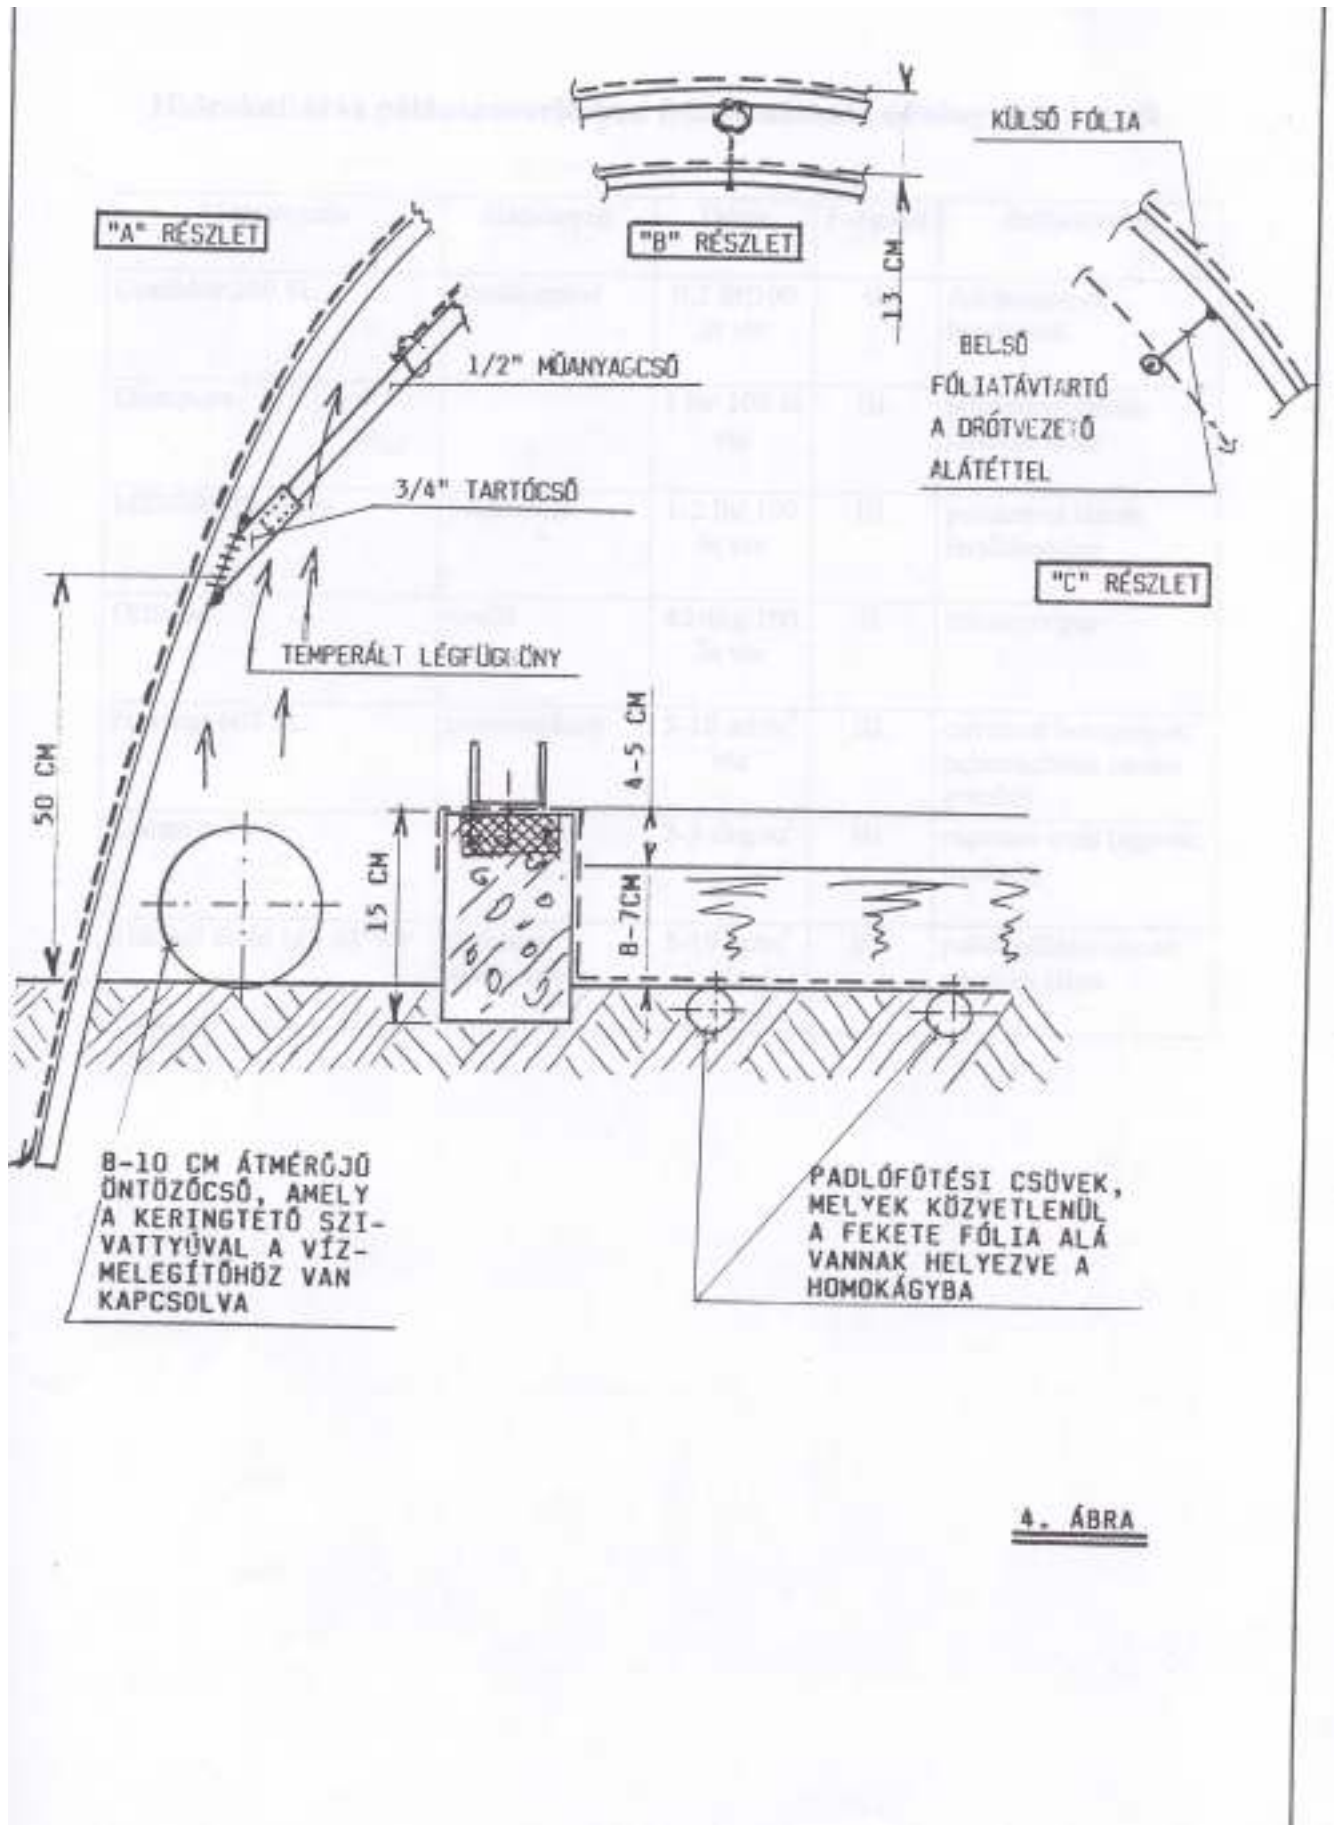 KÜLSŐ FÓLIA
"A" RÉSZLET
"B" RÉSZLET
13 CM
1/2" MŰANYAGCSŐ
BELSŐ
FÓLIATÁVTARTÓ
A DRÓTVEZETŐ
ALÁTÉTTEL
3/4" TARTÓCSŐ
"C" RÉSZLET
TEMPERÁLT LÉGFÜGGÖNY
50 CM
15 CM
4-5 CM
8-7CM
8-10 CM ÁTMÉRŐJŰ
ÖNTÖZŐCSŐ, AMELY
A KERINGTETŐ SZI-
VATTYÚVAL A VÍZ-
MELEGÍTŐHÖZ VAN
KAPCSOLVA
PADLÓFŰTÉSI CSÖVEK,
MELYEK KÖZVETLENÜL
A FEKETE FÓLIA ALÁ
VANNAK HELYEZVE A
HOMOKÁGYBA
4. ÁBRA